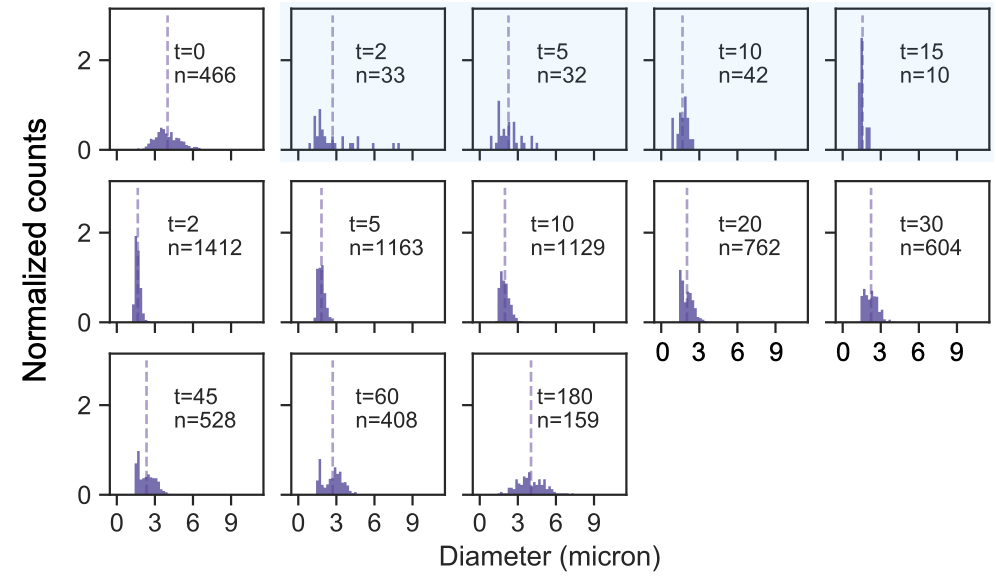 Normalized counts
2
0
t=0
n=466
t=2
n=33
t=5
n=32
t=10
n=42
t=15
n=10
2
0
t=2
n=1412
t=5
n=1163
t=10
n=1129
t=20
n=762
t=30
n=604
0 3 6 9
0 3 6 9
2
0
t=45
n=528
t=60
n=408
t=180
n=159
0 3 6 9
0 3 6 9
0 3 6 9
Diameter (micron)